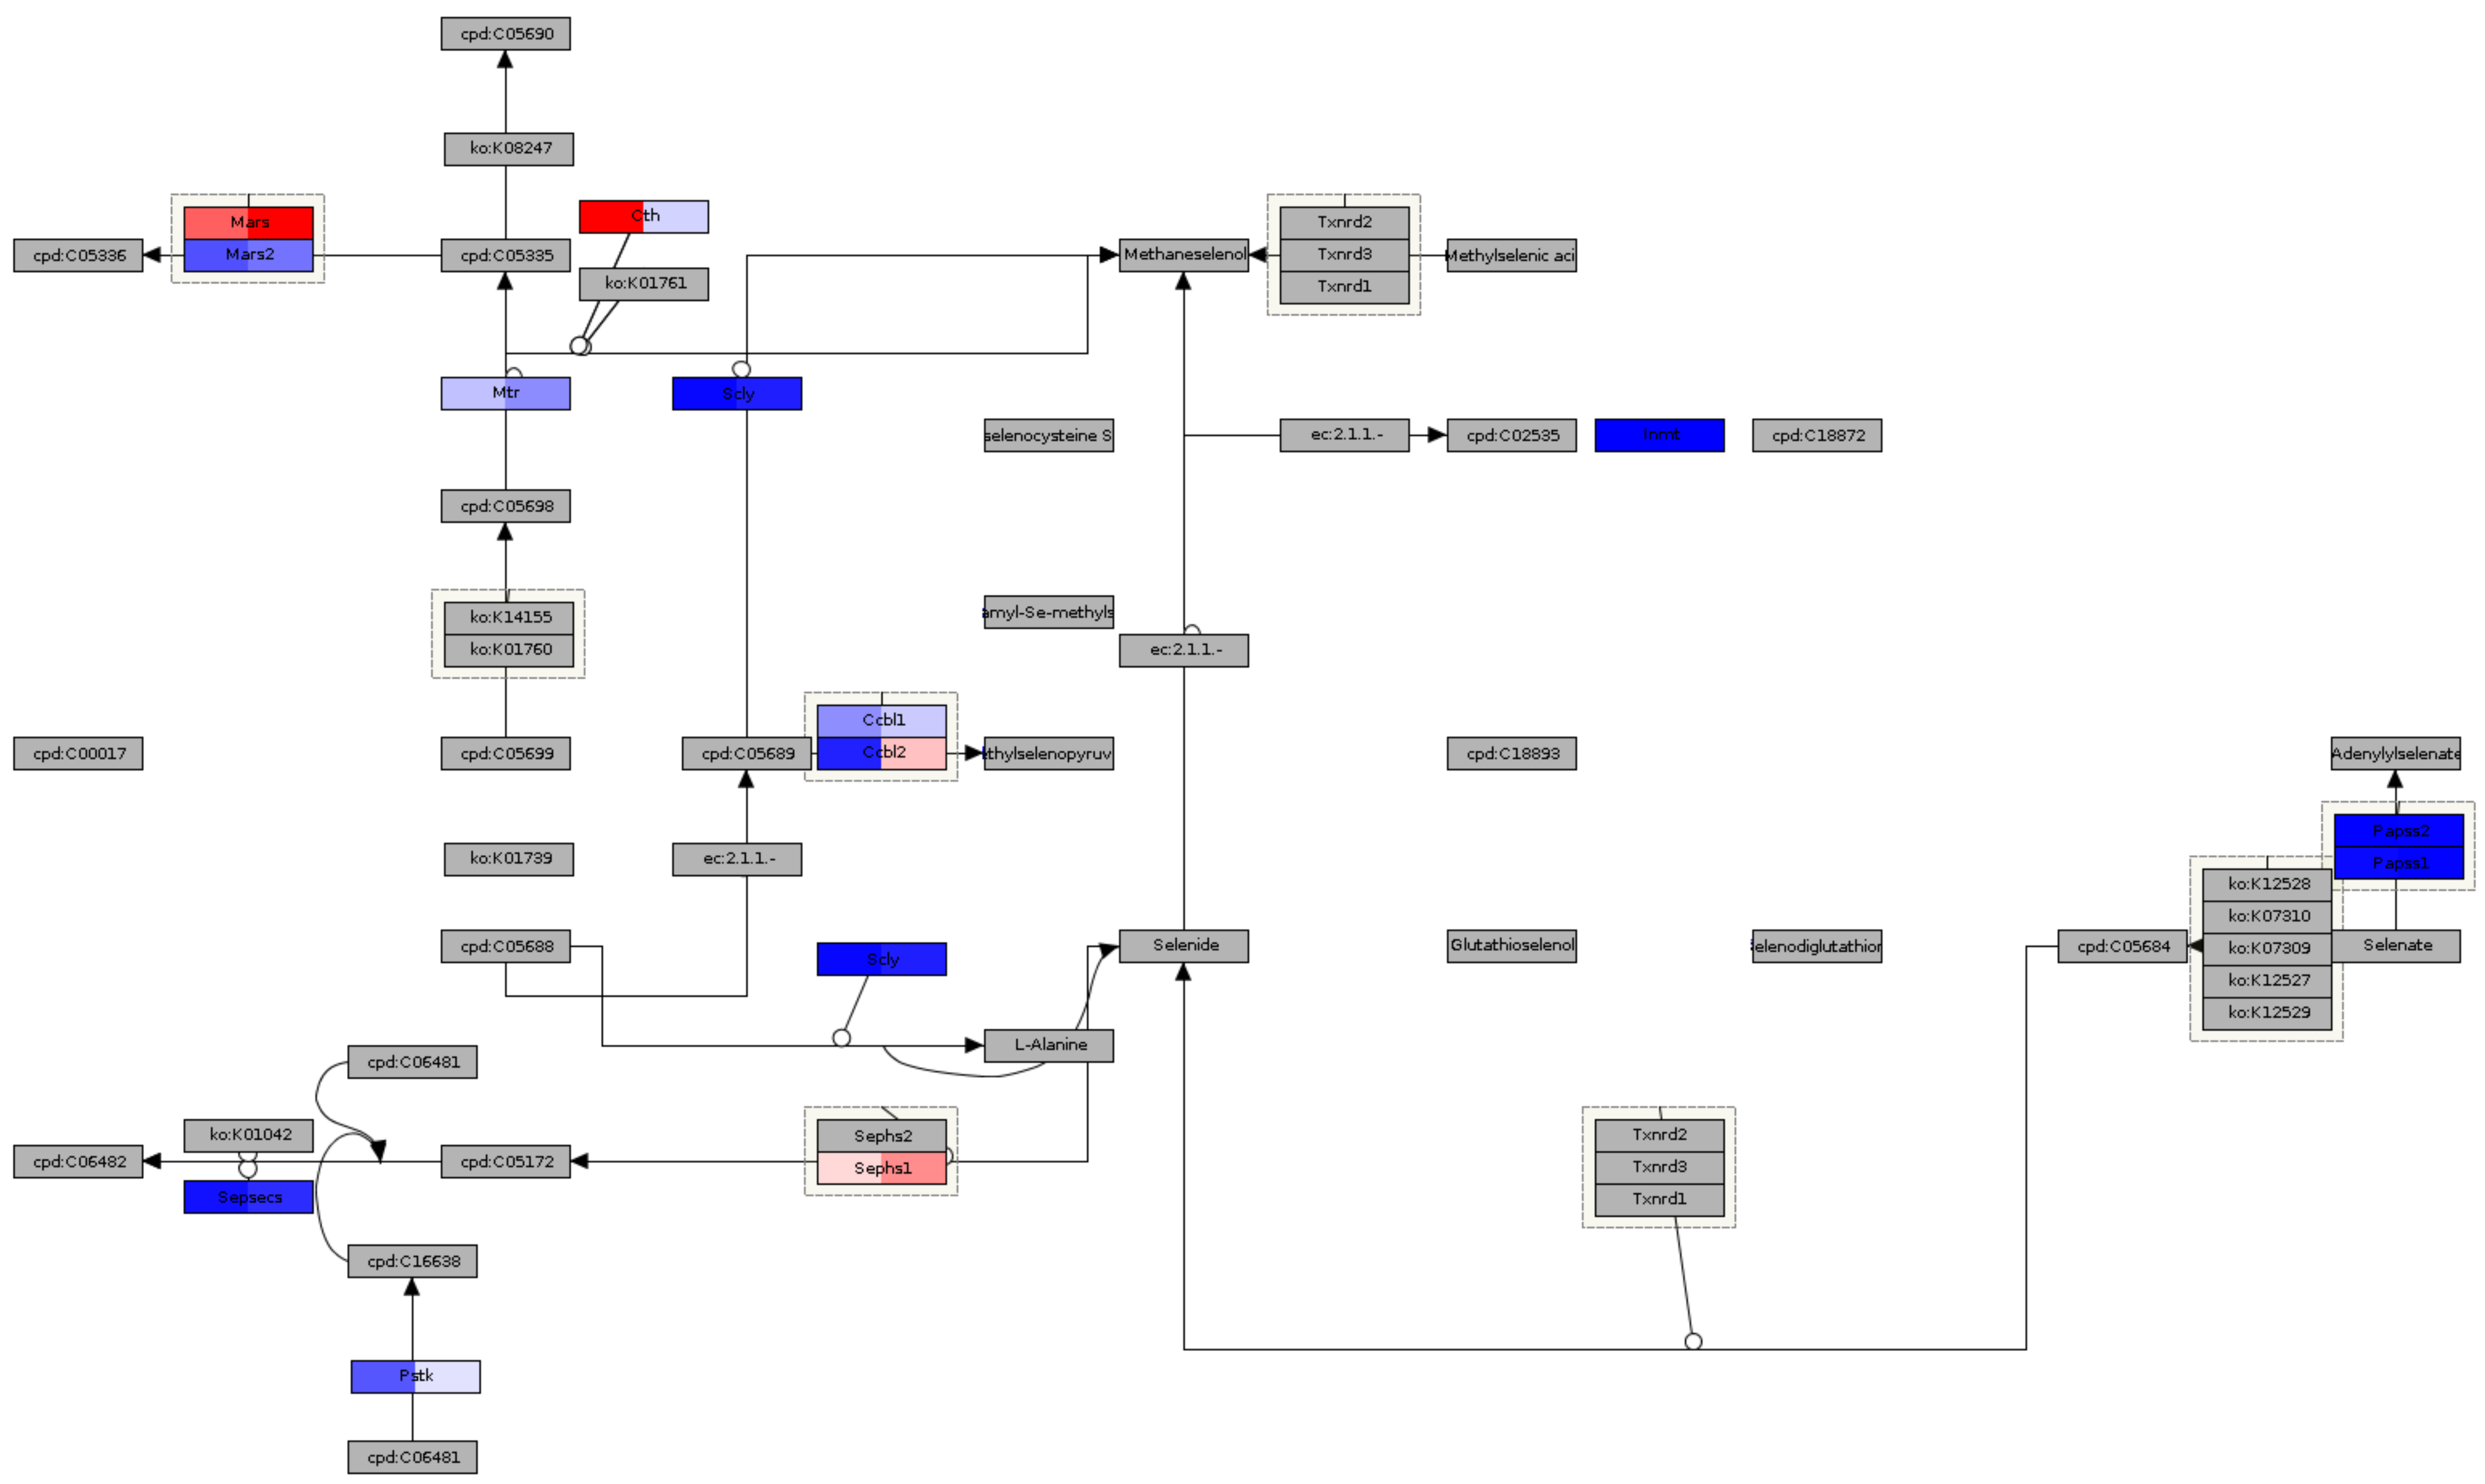 cpd:C05690
ko:K08247
Cth
Mars
Mars2
Txnrd2
Txnrd3
Txnrd1
cpd:C05336
cpd:C05335
Methaneselenol
Methylselenic aci
ko:K01761
Mtr
Scly
selenocysteine S
ec:2.1.1.-
cpd:C02535
Inmt
cpd:C18872
cpd:C05698
ko:K14155
ko:K01760
amyl-Se-methyls
ec:2.1.1.-
Ccbl1
Ccbl2
cpd:C00017
cpd:C05699
cpd:C05689
thylselenopyruv
cpd:C18893
Adenylylselenate
Papss2
Papss1
ko:K01739
ec:2.1.1.-
ko:K12528
ko:K07310
ko:K07309
ko:K12527
ko:K12529
cpd:C05688
Scly
Selenide
Glutathioselenol
elenodiglutathior
cpd:C05684
Selenate
L-Alanine
cpd:C06481
ko:K01042
Sephs2
Sephs1
Txnrd2
Txnrd3
Txnrd1
cpd:C06482
cpd:C05172
Sepsecs
cpd:C16638
Pstk
cpd:C06481